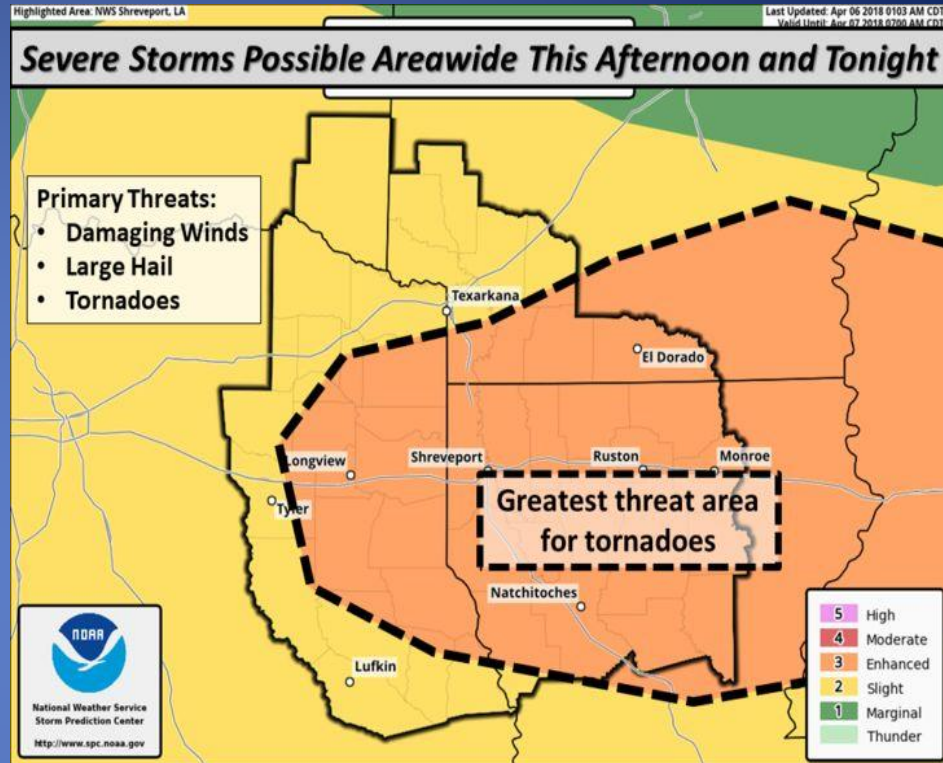 Highlighted Area: NWS Shreveport, LA
Last Updated: Apr 06 2018 0103 AM CDT
Valid Until: Apr 07 2018 0700 AM CDT
Severe Storms Possible Areawide This Afternoon and Tonight
Primary Threats:
• Damaging Winds
• Large Hail
• Tornadoes
Texarkana
El Dorado
Longview
Shreveport
Ruston
Monroe
Tyler
Greatest threat area
for tornadoes
Natchitoches
Lufkin
NOAA
National Weather Service
Storm Prediction Center
http://www.spc.noaa.gov
5 High
4 Moderate
3 Enhanced
2 Slight
1 Marginal
Thunder